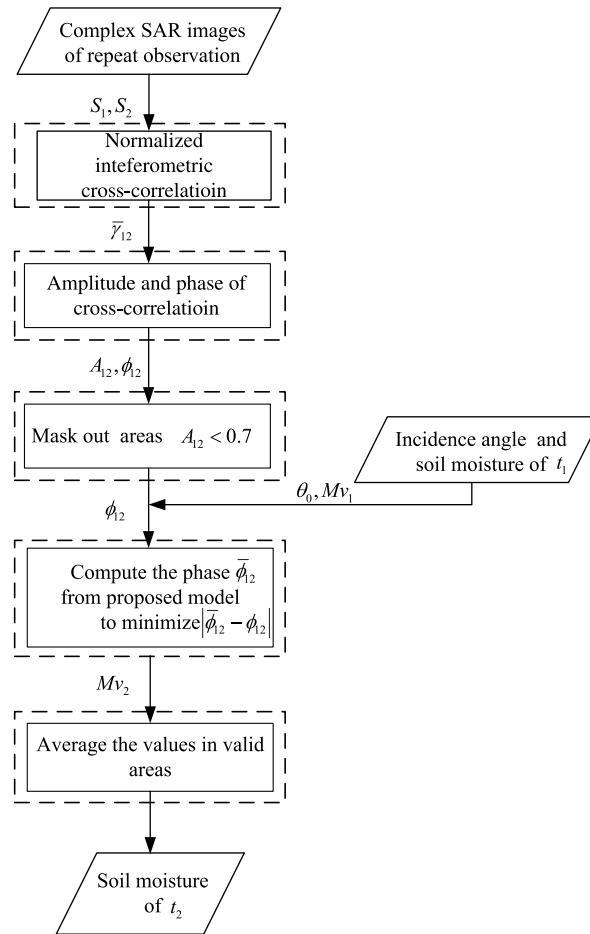 Complex SAR images
of repeat observation
S₁, S₂
Normalized
inteferometric
cross-correlatioin
γ̅₁₂
Amplitude and phase of
cross-correlatioin
A₁₂, ϕ₁₂
Mask out areas A₁₂ < 0.7
Incidence angle and
soil moisture of t₁
θ₀, Mv₁
ϕ₁₂
Compute the phase ϕ̅₁₂
from proposed model
to minimize |ϕ̅₁₂ − ϕ₁₂|
Mv₂
Average the values in valid
areas
Soil moisture
of t₂